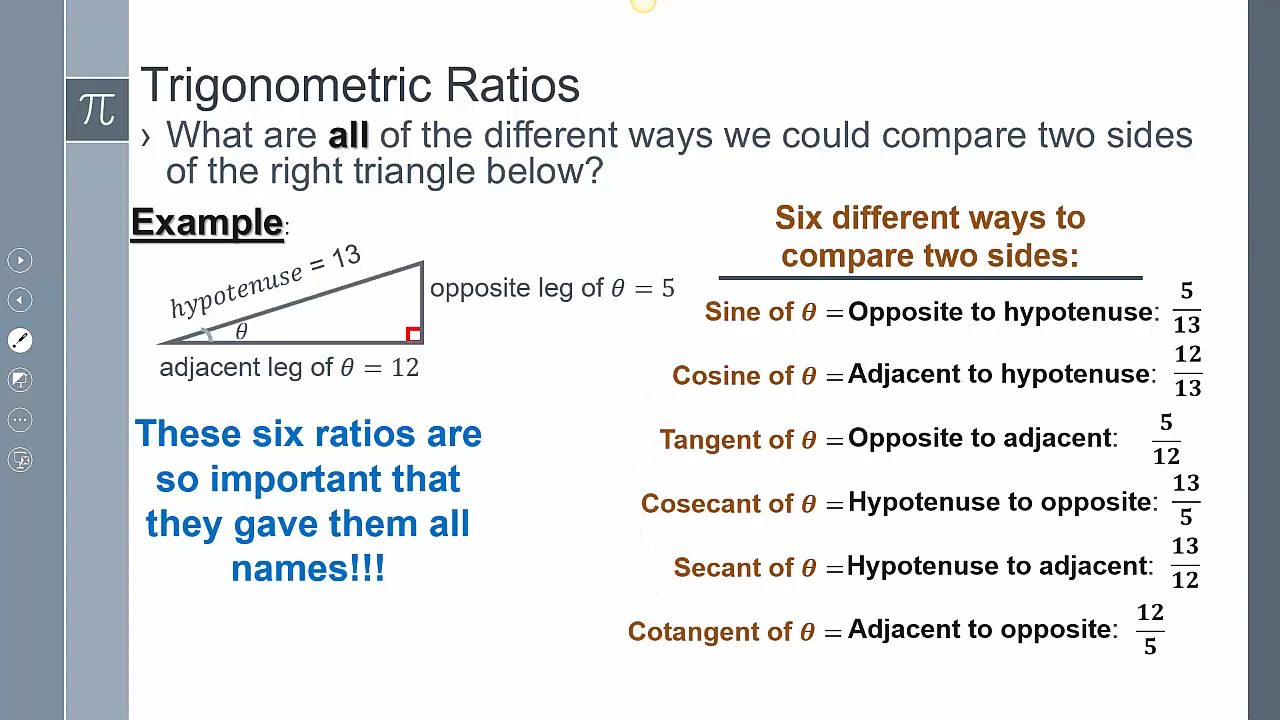 π
Trigonometric Ratios
› What are all of the different ways we could compare two sides
of the right triangle below?
Example:
hypotenuse = 13
opposite leg of θ = 5
θ
adjacent leg of θ = 12
These six ratios are
so important that
they gave them all
names!!!
Six different ways to
compare two sides:
Sine of θ = Opposite to hypotenuse: 5/13
Cosine of θ = Adjacent to hypotenuse: 12/13
Tangent of θ = Opposite to adjacent: 5/12
Cosecant of θ = Hypotenuse to opposite: 13/5
Secant of θ = Hypotenuse to adjacent: 13/12
Cotangent of θ = Adjacent to opposite: 12/5